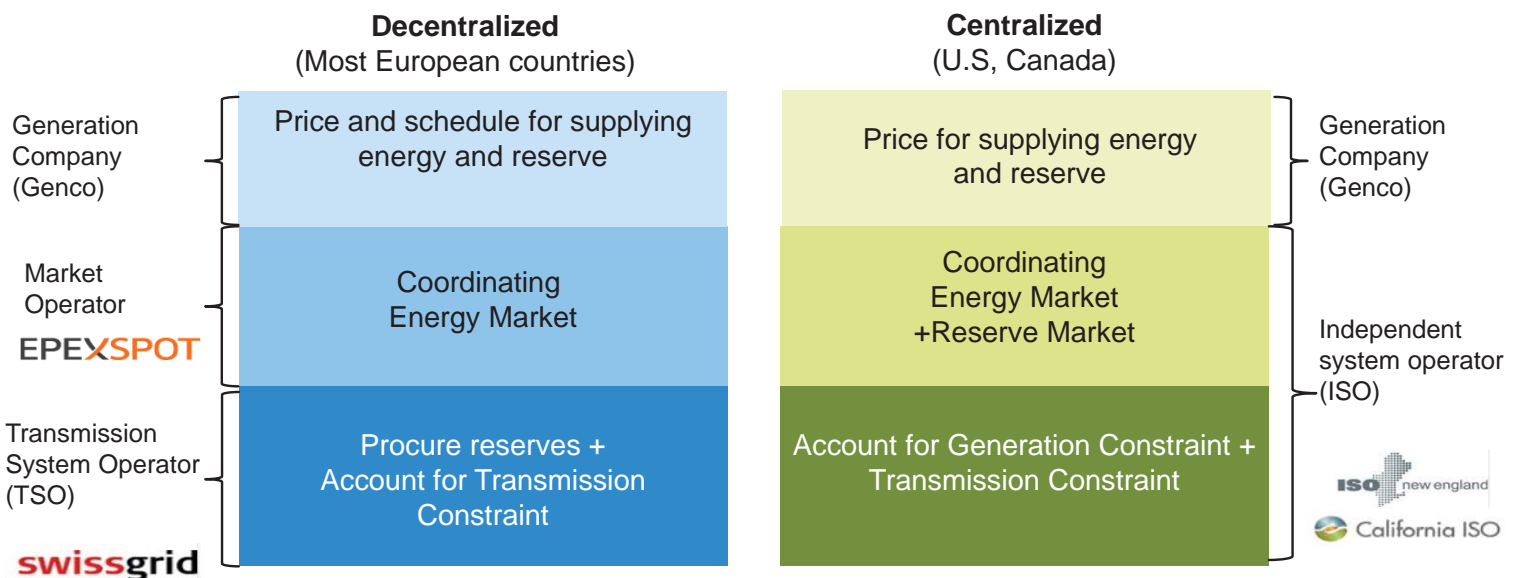 Decentralized
(Most European countries)
Centralized
(U.S, Canada)
Generation
Company
(Genco)
Price and schedule for supplying
energy and reserve
Price for supplying energy
and reserve
Generation
Company
(Genco)
Market
Operator
EPEXSPOT
Coordinating
Energy Market
Coordinating
Energy Market
+Reserve Market
Independent
system operator
(ISO)
Transmission
System Operator
(TSO)
swissgrid
Procure reserves +
Account for Transmission
Constraint
Account for Generation Constraint +
Transmission Constraint
ISO new england
California ISO